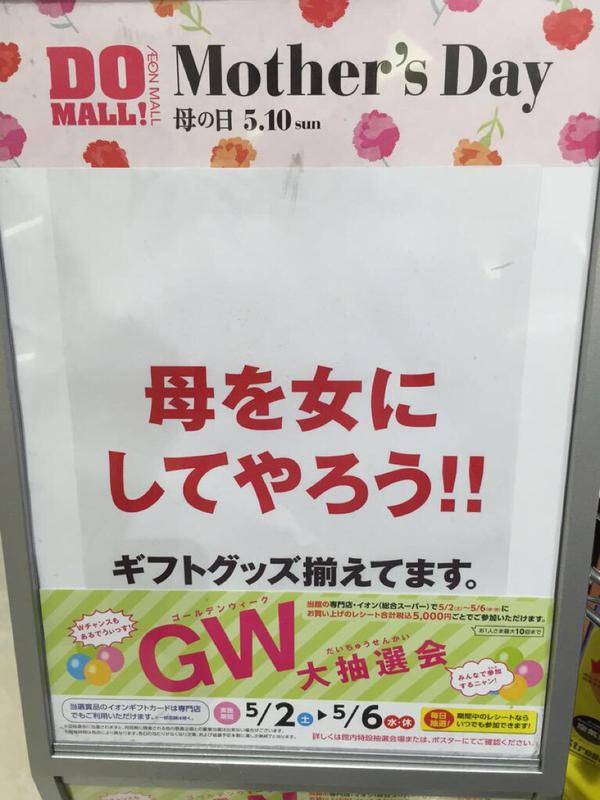 DO
MALL!
ÆON MALL
Mother's Day
母の日 5.10 sun
母を女に
してやろう!!
ギフトグッズ揃えてます。
Wチャンスも
あるでうぃっす!
ゴールデンウィーク
GW
だいちゅうせんかい
大抽選会
当館の専門店・イオン(総合スーパー)で5/2(土)~5/6(水・休)に
お買い上げのレシート合計税込5,000円ごとでご参加いただけます。
お1人さま最大10回まで
みんなで参加
するニャン!
当選賞品のイオンギフトカードは専門店
でもご利用いただけます。
実施
期間
5/2土▶5/6水・休
毎日
抽選!
期間中のレシートなら
いつでも参加できます!
詳しくは館内特設抽選会場または、ポスターにてご確認ください。